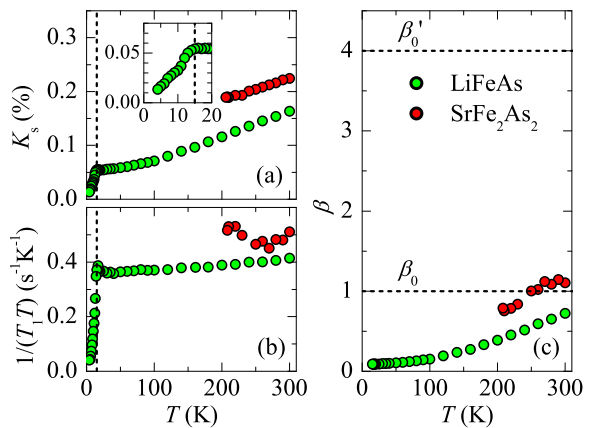 0.3
0.2
0.1
0.0
K_s (%)
0.05
0.00
0 10 20
(a)
0.4
0.2
0.0
1/(T_1T) (s^-1K^-1)
(b)
0 100 200 300
T (K)
β_0'
4
3
2
1
0
β
LiFeAs
SrFe_2As_2
β_0
(c)
0 100 200 300
T (K)